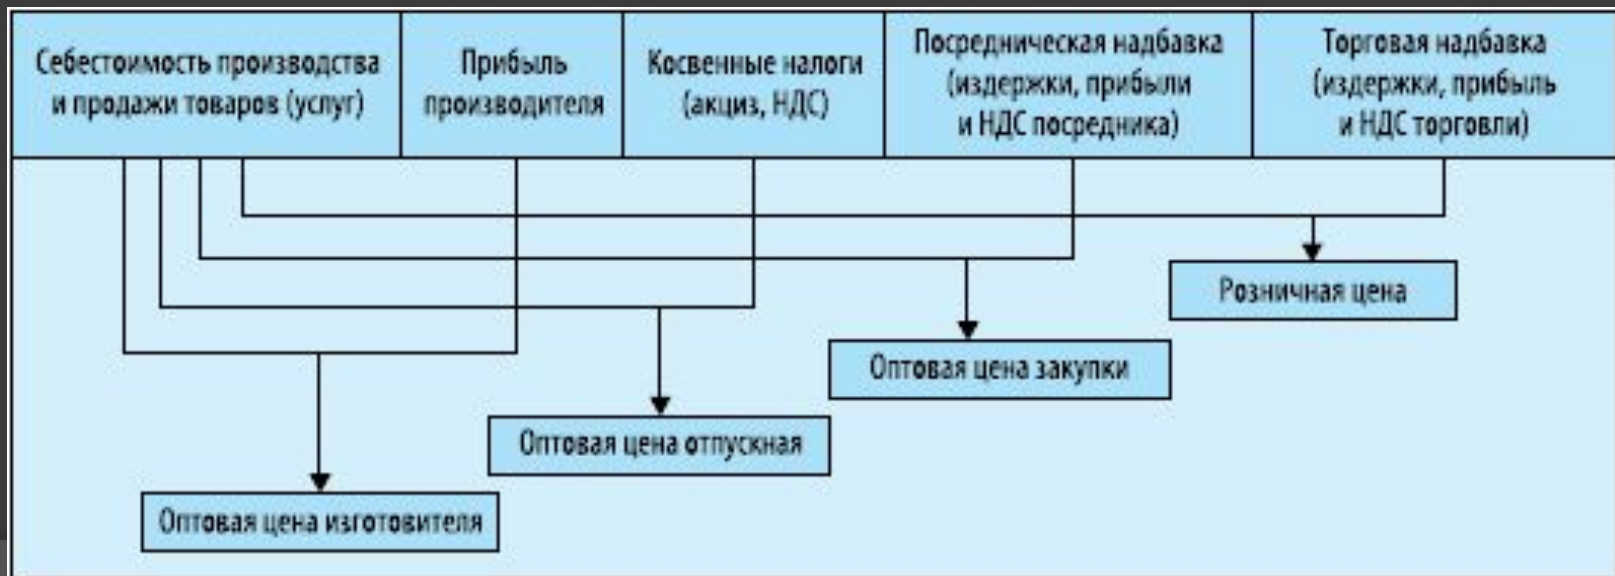 Себестоимость производства
и продажи товаров (услуг)
Прибыль
производителя
Косвенные налоги
(акциз, НДС)
Посредническая надбавка
(издержки, прибыли
и НДС посредника)
Торговая надбавка
(издержки, прибыль
и НДС торговли)
Розничная цена
Оптовая цена закупки
Оптовая цена отпускная
Оптовая цена изготовителя